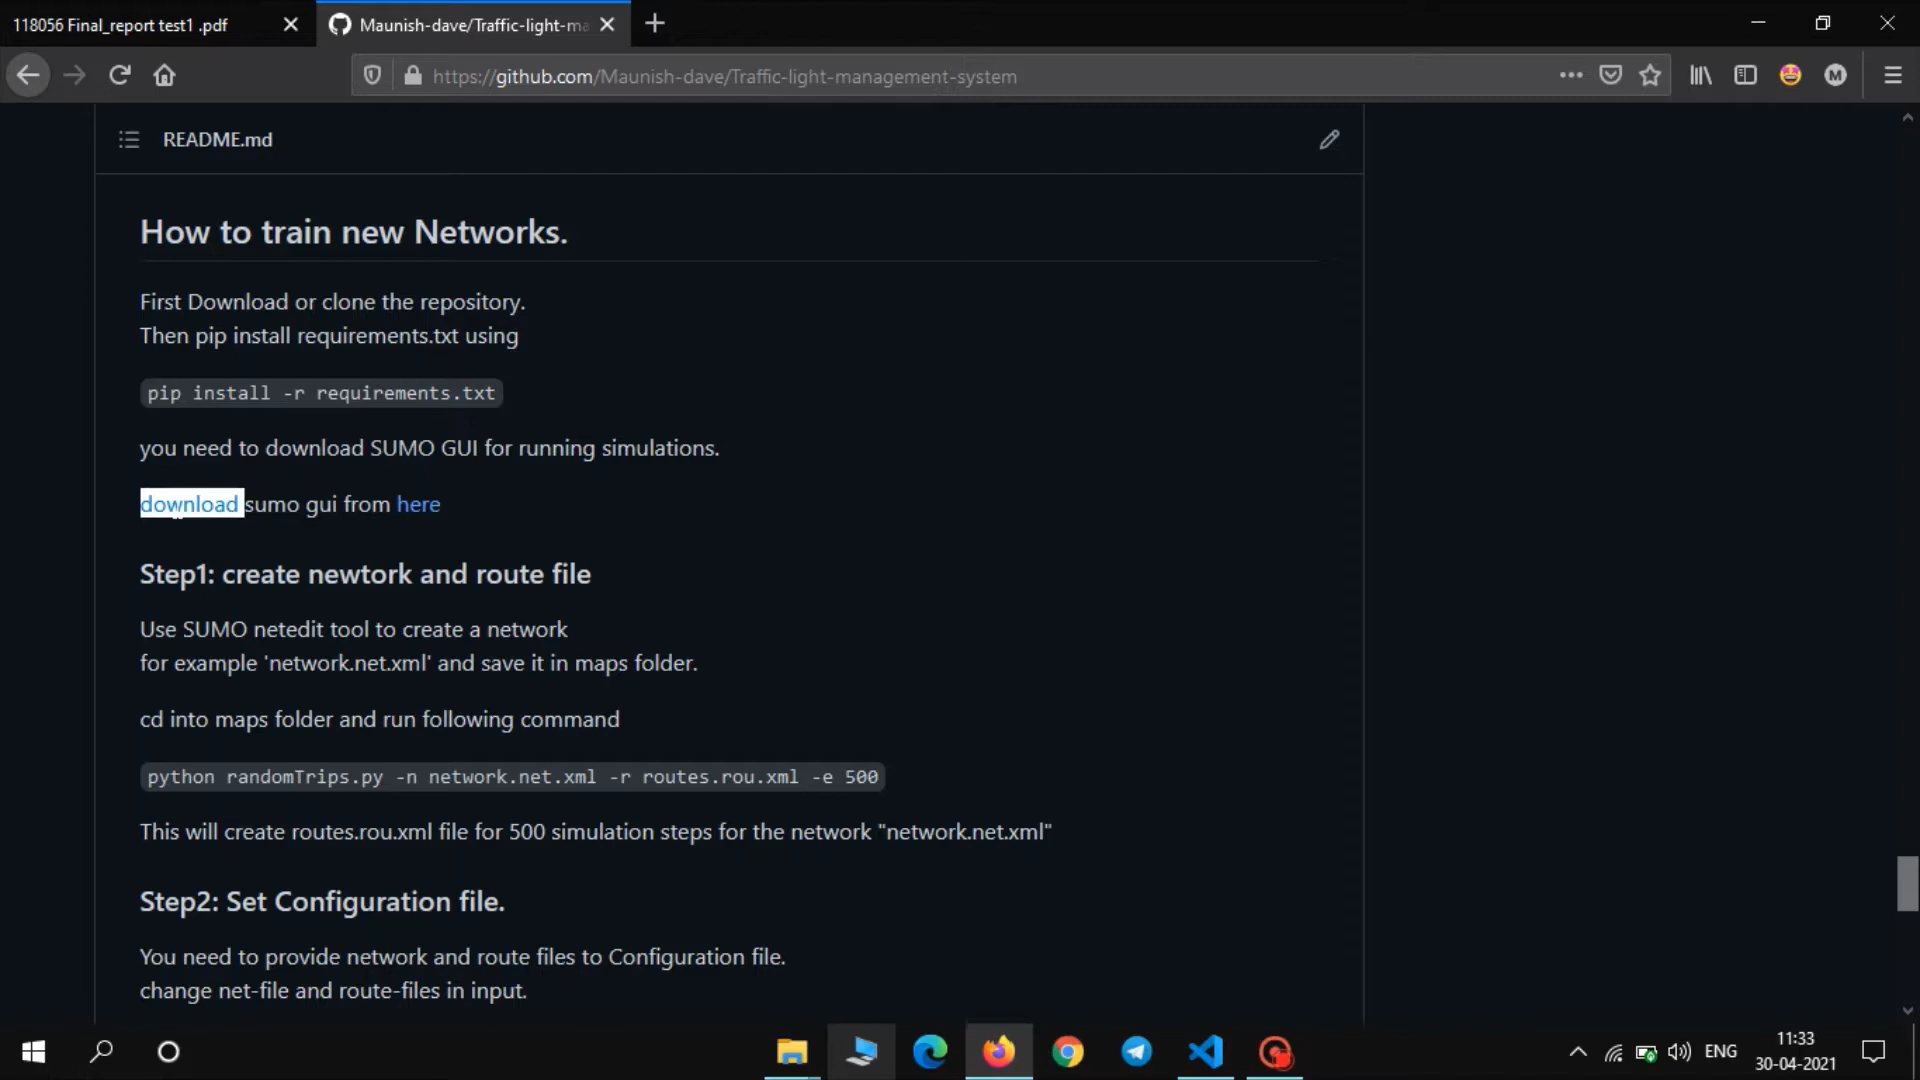 118056 Final_report test1 .pdf
Maunish-dave/Traffic-light-ma
https://github.com/Maunish-dave/Traffic-light-management-system
M
README.md
How to train new Networks.
First Download or clone the repository.
Then pip install requirements.txt using
pip install -r requirements.txt
you need to download SUMO GUI for running simulations.
download sumo gui from here
Step1: create newtork and route file
Use SUMO netedit tool to create a network
for example 'network.net.xml' and save it in maps folder.
cd into maps folder and run following command
python randomTrips.py -n network.net.xml -r routes.rou.xml -e 500
This will create routes.rou.xml file for 500 simulation steps for the network "network.net.xml"
Step2: Set Configuration file.
You need to provide network and route files to Configuration file.
change net-file and route-files in input.
ENG
11:33
30-04-2021